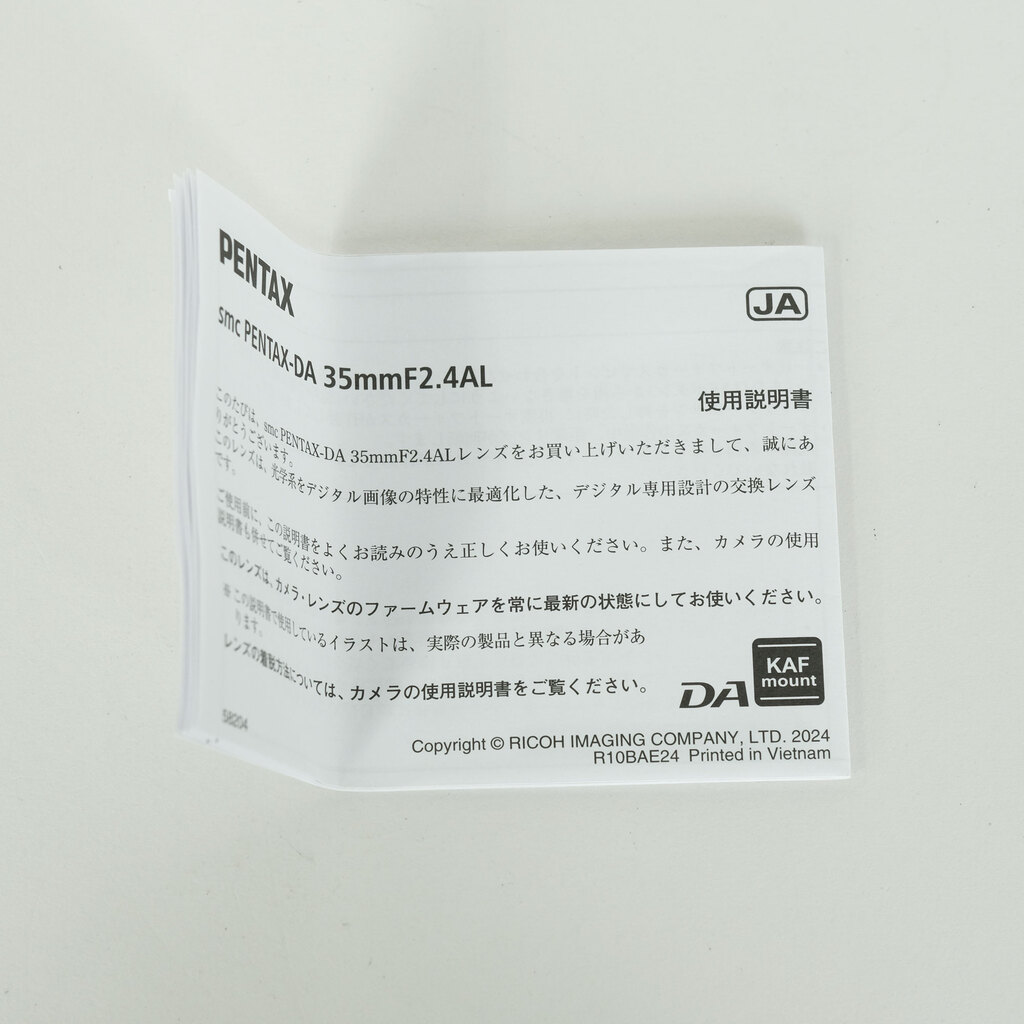 PENTAX
JA
smc PENTAX-DA 35mmF2.4AL
使用説明書
このたびは、smc PENTAX-DA 35mmF2.4ALレンズをお買い上げいただきまして、誠にあ
りがとうございます。
このレンズは、光学系をデジタル画像の特性に最適化した、デジタル専用設計の交換レンズ
です。
ご使用前に、この説明書をよくお読みのうえ正しくお使いください。また、カメラの使用
説明書も併せてご覧ください。
このレンズは、カメラ・レンズのファームウェアを常に最新の状態にしてお使いください。
※ この説明書で使用しているイラストは、実際の製品と異なる場合があ
ります。
レンズの着脱方法については、カメラの使用説明書をご覧ください。
DA
KAF
mount
58204
Copyright © RICOH IMAGING COMPANY, LTD. 2024
R10BAE24 Printed in Vietnam